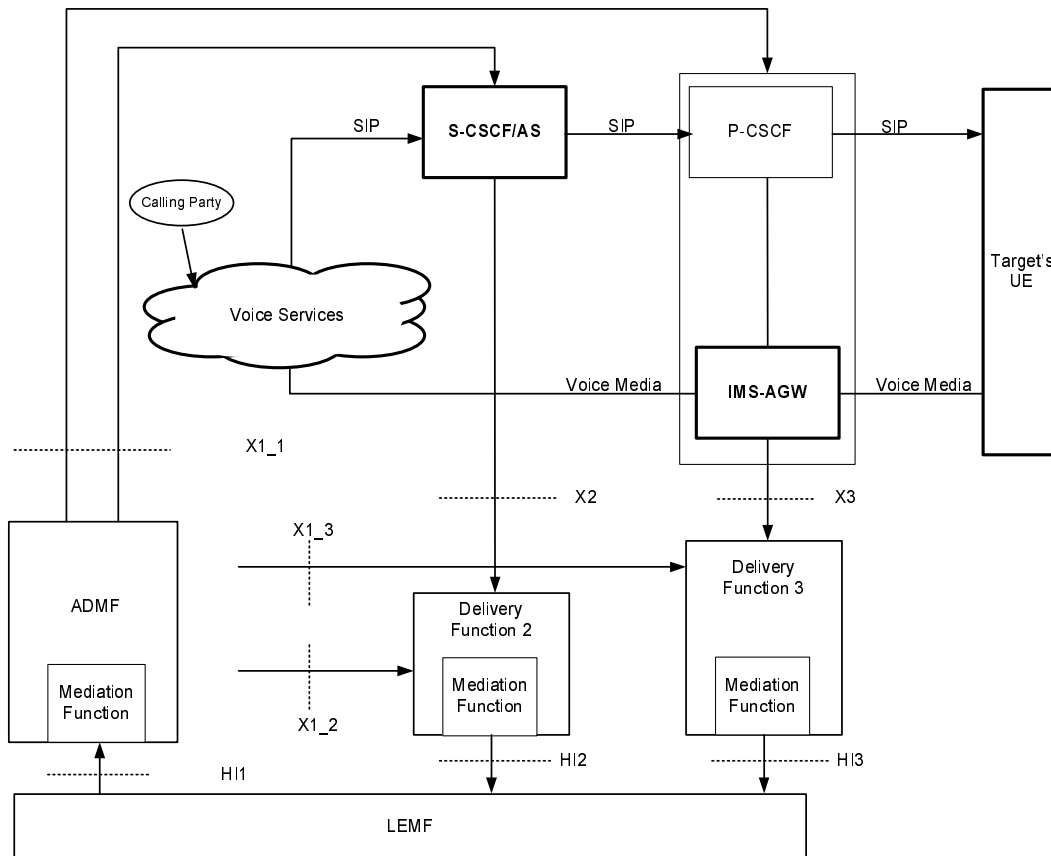 SIP
S-CSCF/AS
SIP
P-CSCF
SIP
Calling Party
Voice Services
Target's
UE
Voice Media
IMS-AGW
Voice Media
X1_1
X2
X3
X1_3
ADMF
Delivery
Function 2
Delivery
Function 3
Mediation
Function
Mediation
Function
Mediation
Function
X1_2
HI1
HI2
HI3
LEMF